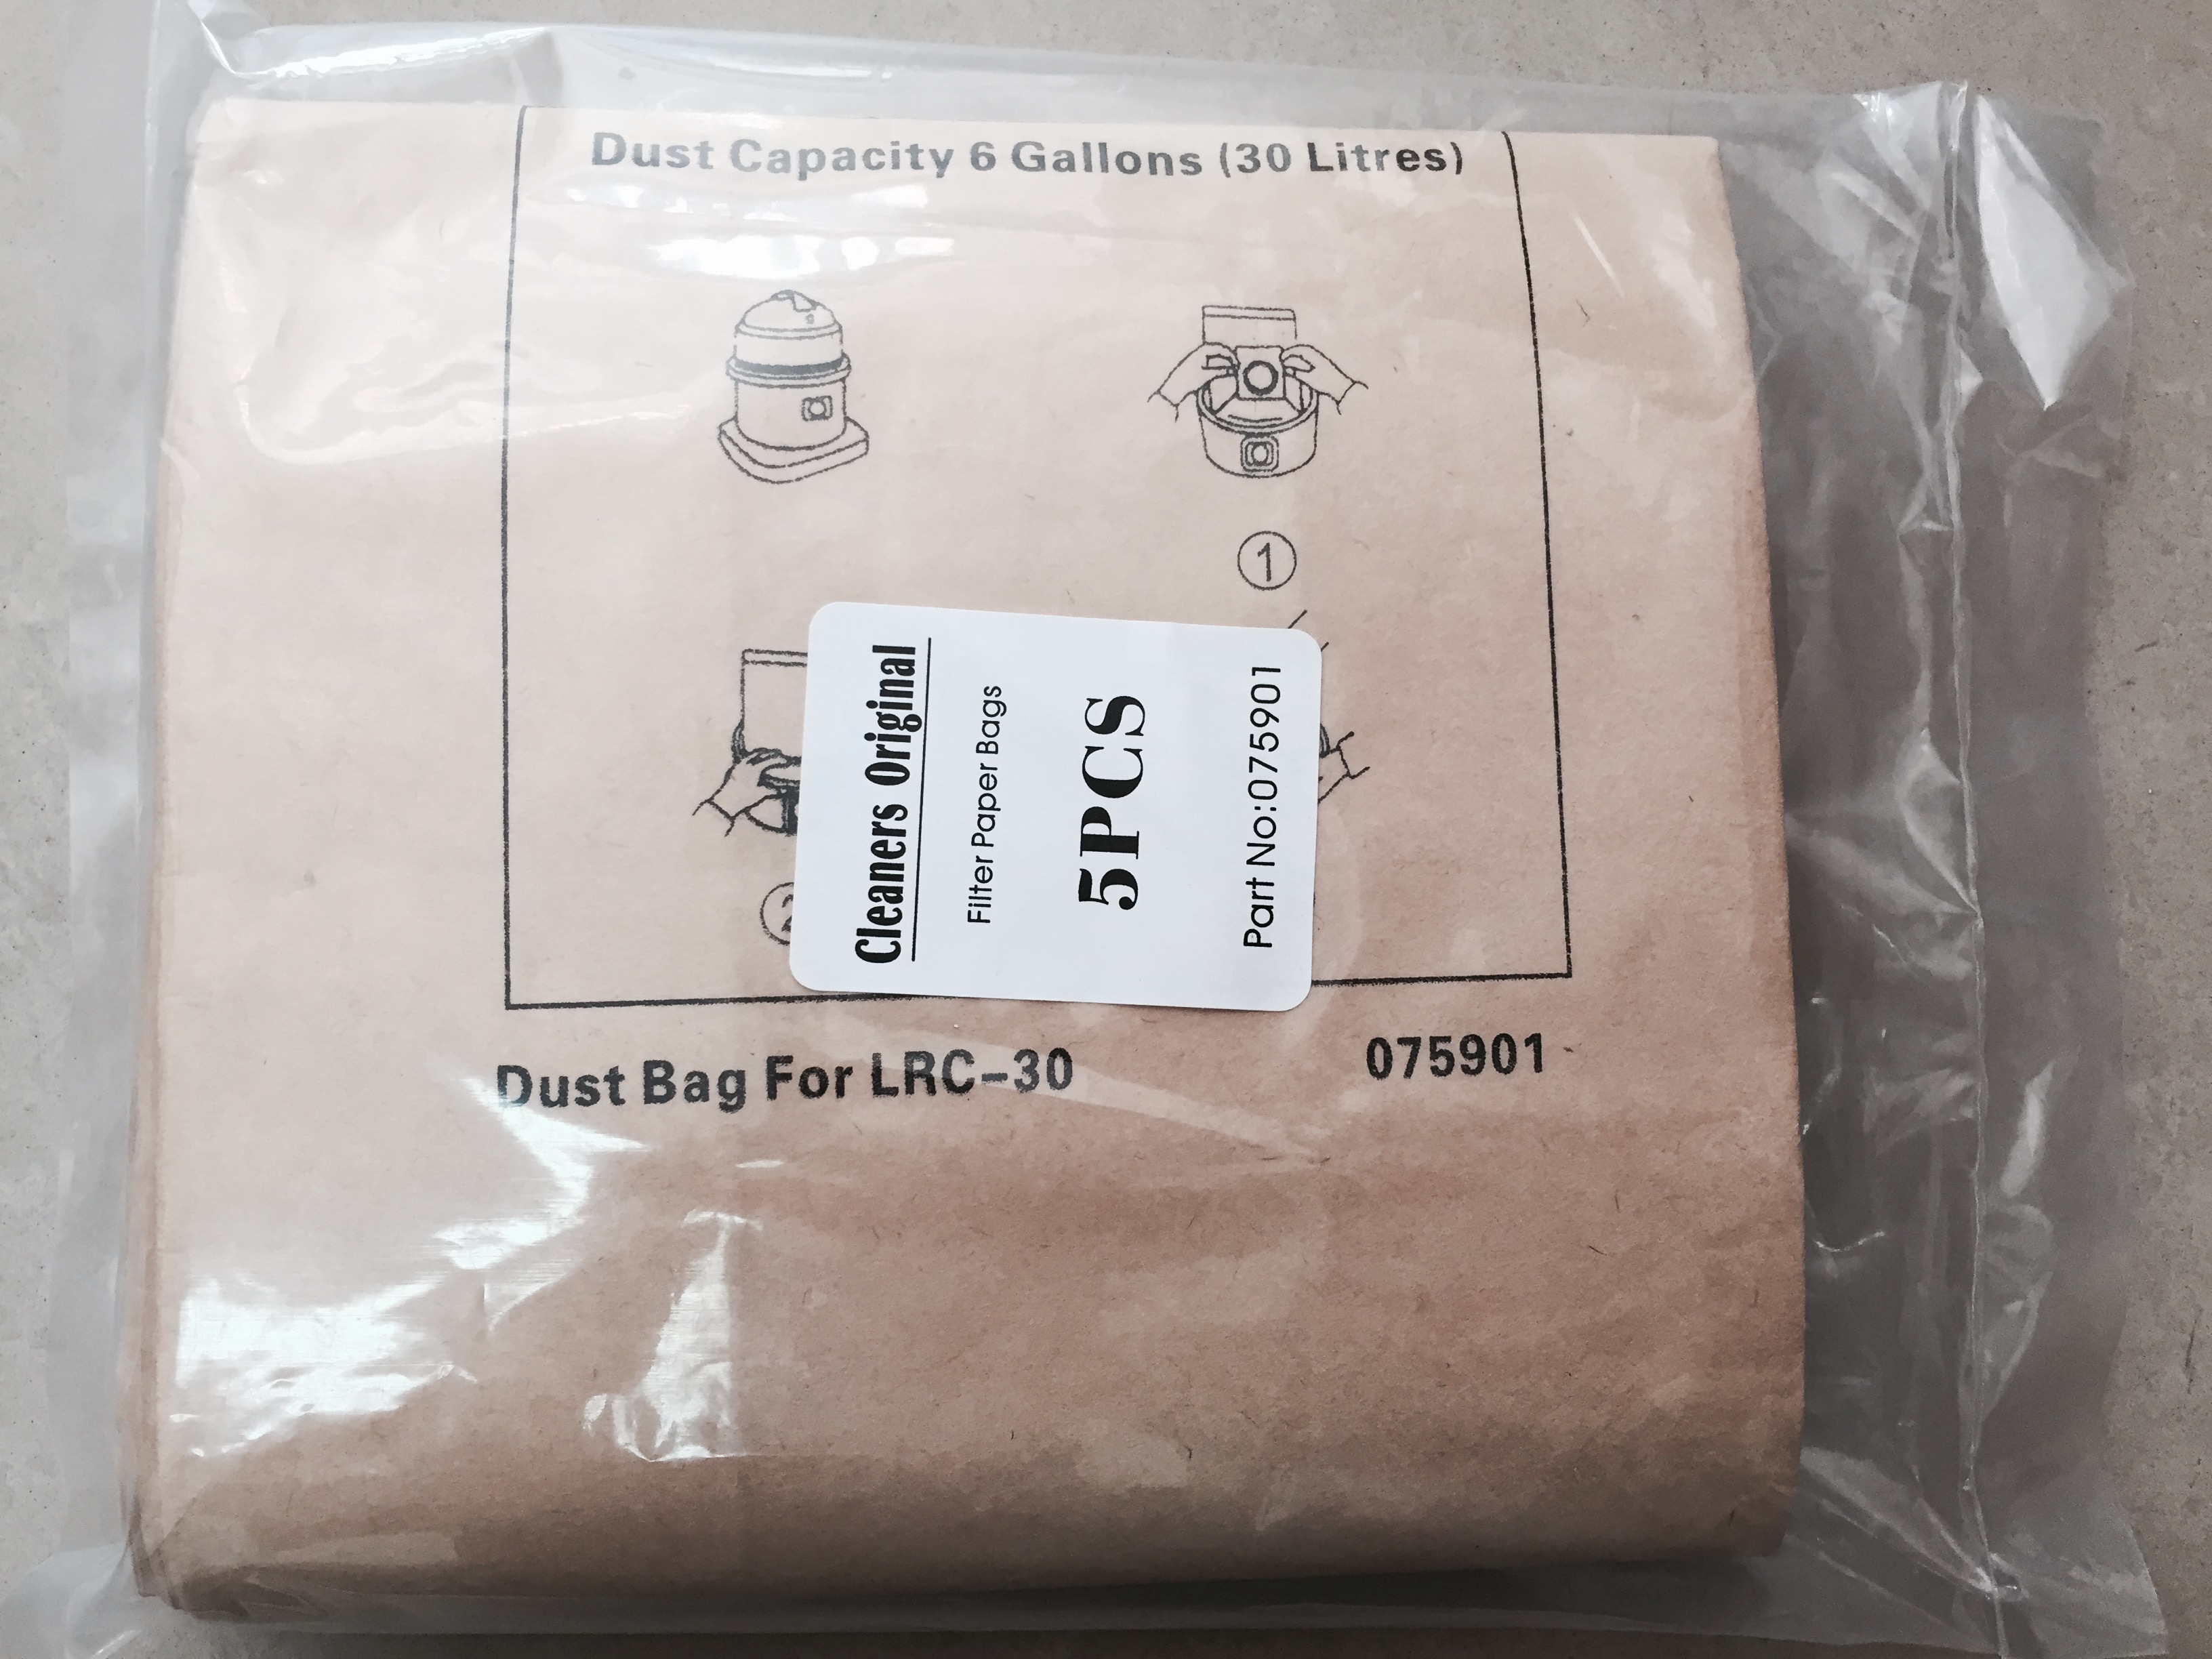 Dust Capacity 6 Gallons (30 Litres)
1
2
Cleaners Original
Filter Paper Bags
5PCS
Part No:075901
Dust Bag For LRC-30
075901